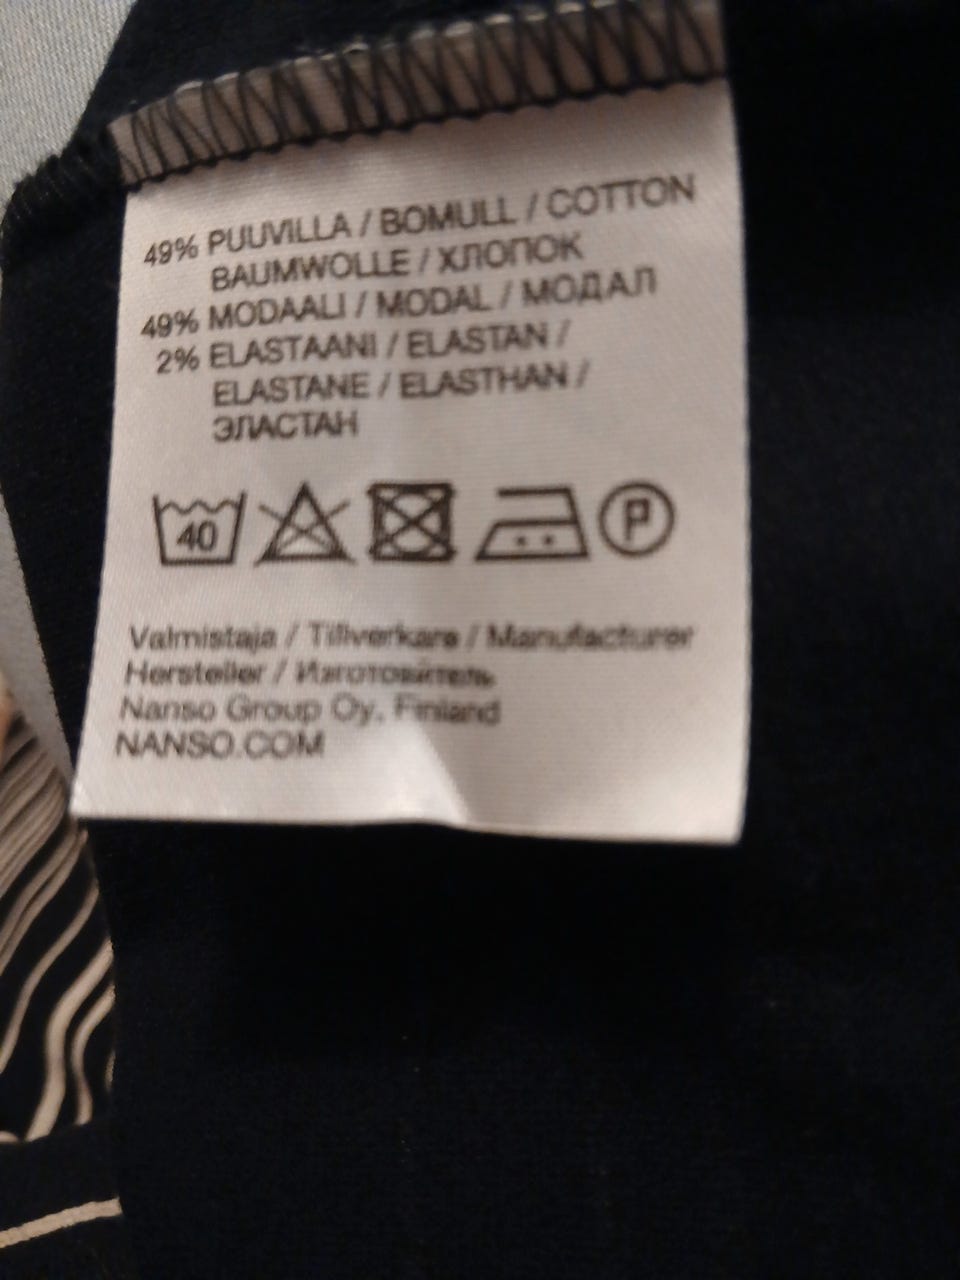 49% PUUVILLA / BOMULL / COTTON
BAUMWOLLE / ХЛОПОК
49% MODAALI / MODAL / МОДАЛ
2% ELASTAANI / ELASTAN /
ELASTANE / ELASTHAN /
ЭЛАСТАН
40 P
Valmistaja / Tillverkare / Manufacturer
Hersteller / Изготовитель
Nanso Group Oy, Finland
NANSO.COM